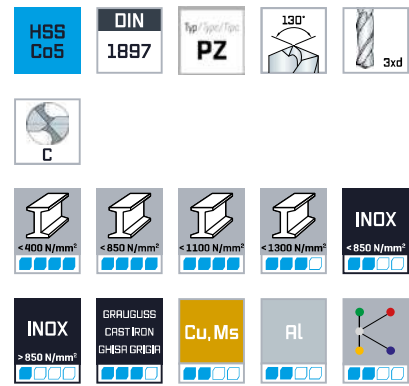 HSS
Co5
DIN
1897
Typ/Type/Tipo
PZ
130°
3xd
C
<400 N/mm²
<850 N/mm²
<1100 N/mm²
<1300 N/mm²
INOX
<850 N/mm²
INOX
>850 N/mm²
GRAUGUSS
CAST IRON
GHISA GRIGIA
Cu, Ms
Al